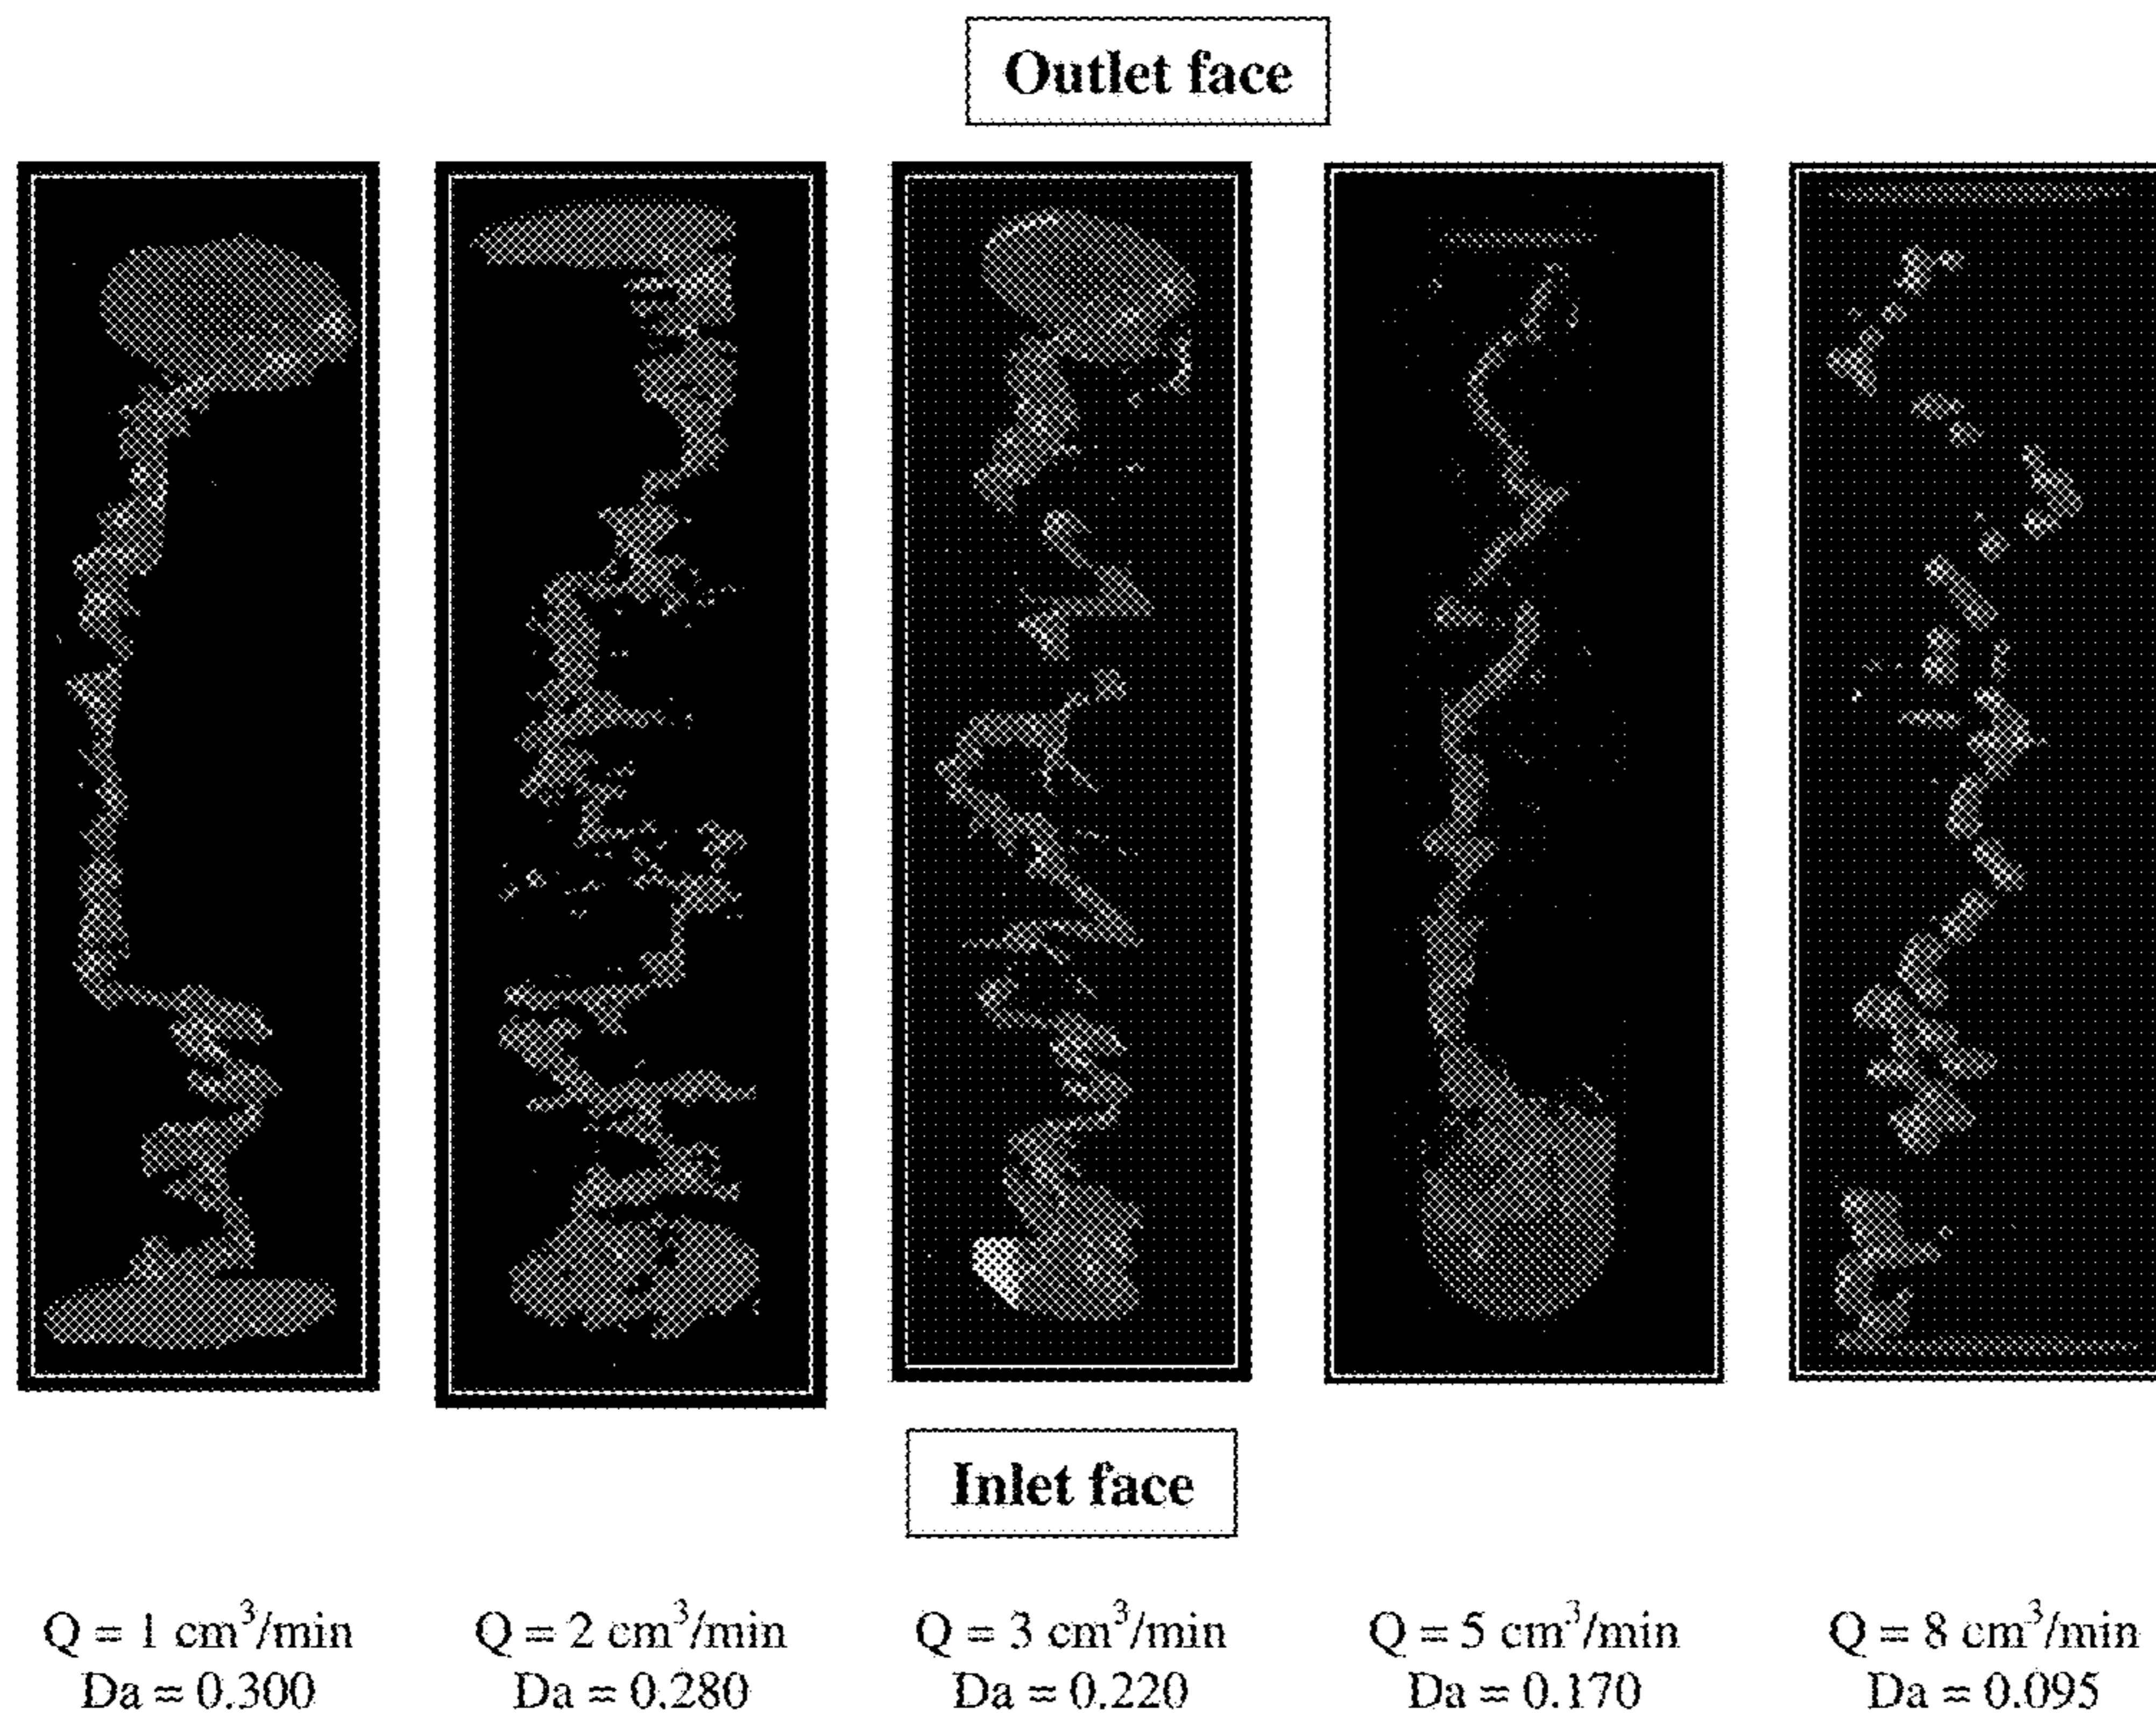 Outlet face
Inlet face
Q = 1 cm³/min
Da = 0.300
Q = 2 cm³/min
Da = 0.280
Q = 3 cm³/min
Da = 0.220
Q = 5 cm³/min
Da = 0.170
Q = 8 cm³/min
Da = 0.095